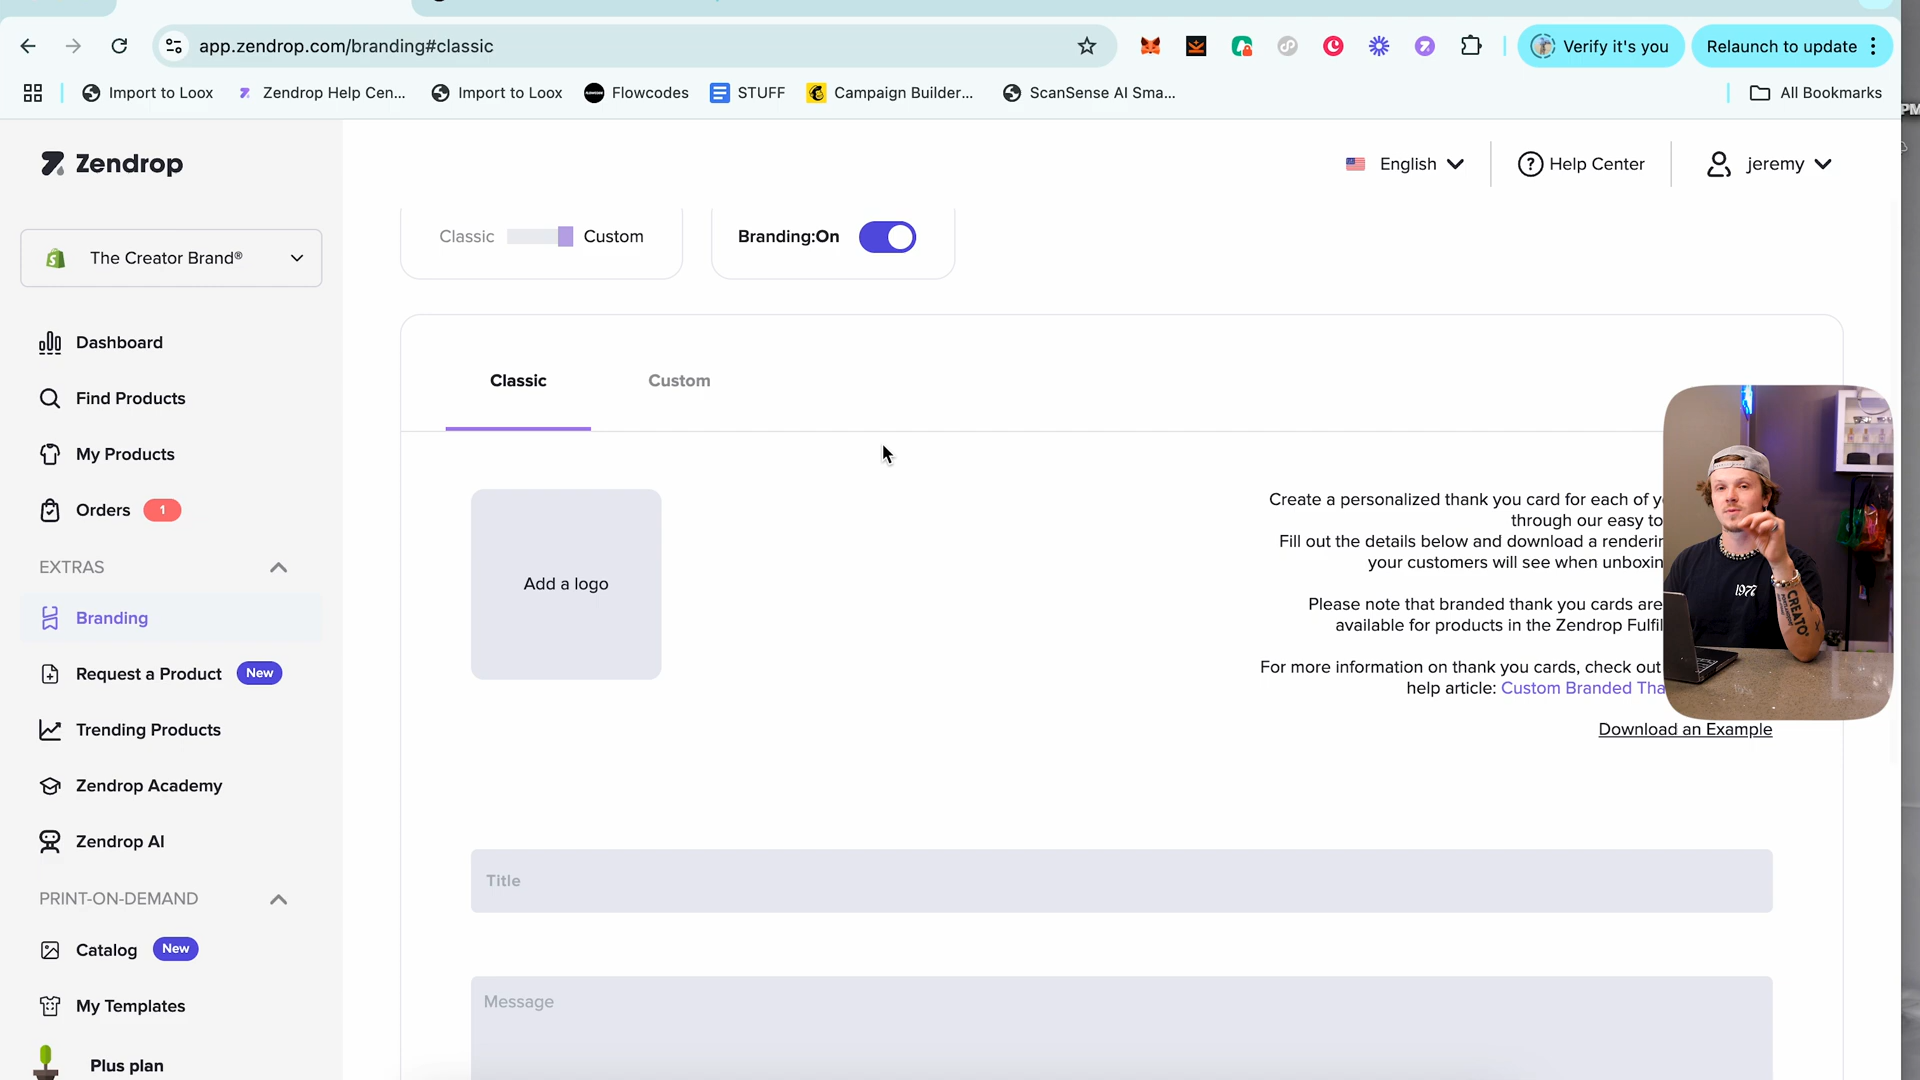 app.zendrop.com/branding#classic
Verify it's you
Relaunch to update
Import to Loox
Zendrop Help Cen...
Import to Loox
Flowcodes
STUFF
Campaign Builder...
ScanSense AI Sma...
All Bookmarks
Zendrop
English
Help Center
jeremy
The Creator Brand®
Classic
Custom
Branding:On
Dashboard
Find Products
My Products
Orders 1
EXTRAS
Branding
Request a Product New
Trending Products
Zendrop Academy
Zendrop AI
PRINT-ON-DEMAND
Catalog New
My Templates
Plus plan
Classic
Custom
Add a logo
Create a personalized thank you card for each of
through our easy to
Fill out the details below and download a
your customers will see when
Please note that branded thank you cards are
available for products in the Zendrop
For more information on thank you cards, check out
help article: Custom Branded
Download an Example
Title
Message
1977
PM